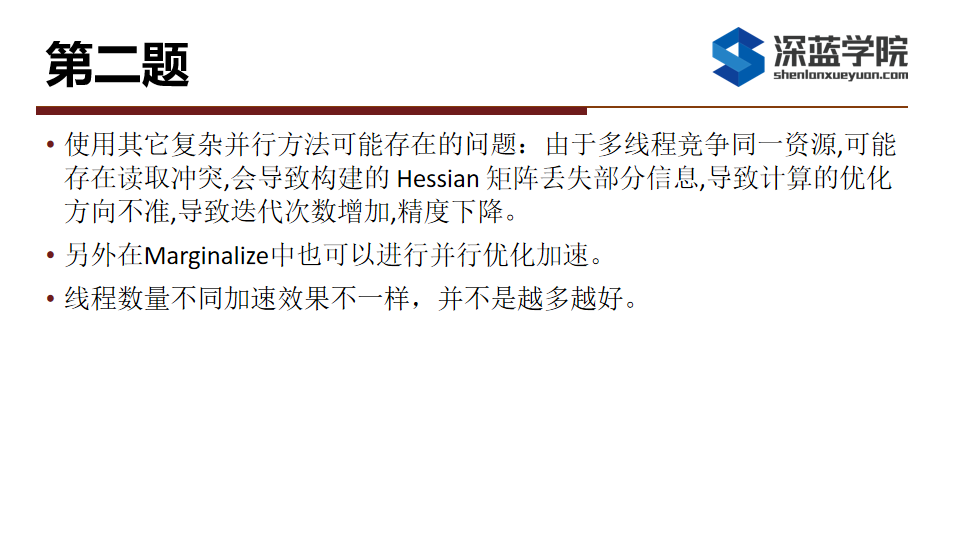 第二题
深蓝学院
shenlanxueyuan.com
• 使用其它复杂并行方法可能存在的问题：由于多线程竞争同一资源,可能
存在读取冲突,会导致构建的 Hessian 矩阵丢失部分信息,导致计算的优化
方向不准,导致迭代次数增加,精度下降。
• 另外在Marginalize中也可以进行并行优化加速。
• 线程数量不同加速效果不一样，并不是越多越好。